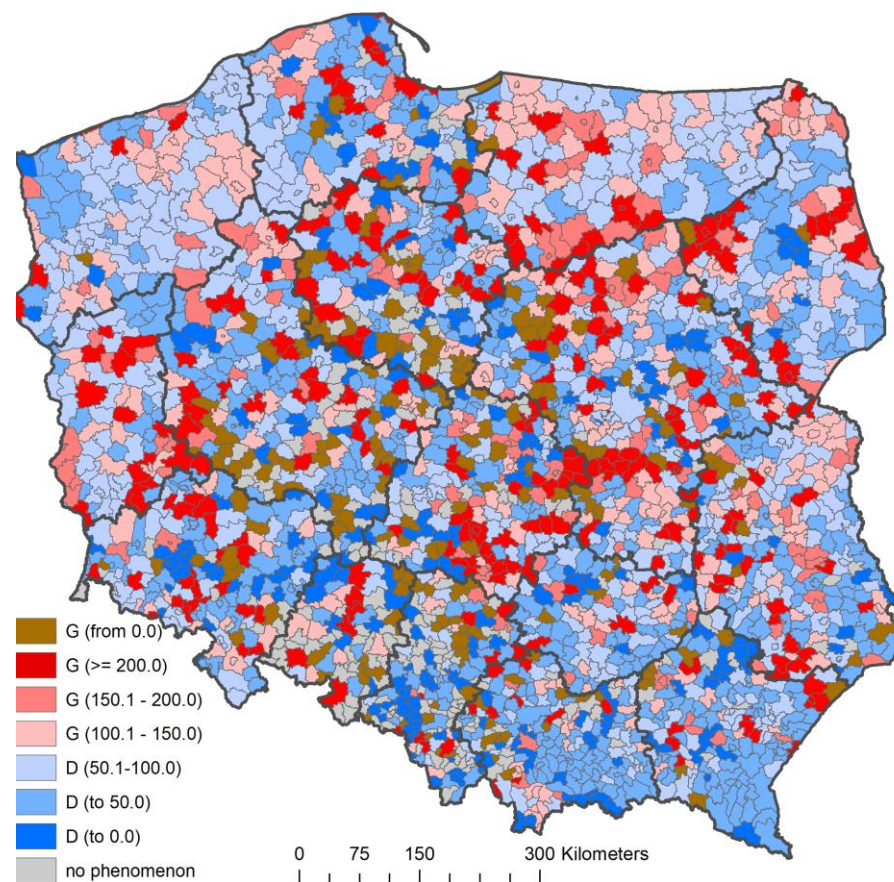 G (from 0.0)
G (>= 200.0)
G (150.1 - 200.0)
G (100.1 - 150.0)
D (50.1-100.0)
D (to 50.0)
D (to 0.0)
no phenomenon
0 75 150 300 Kilometers